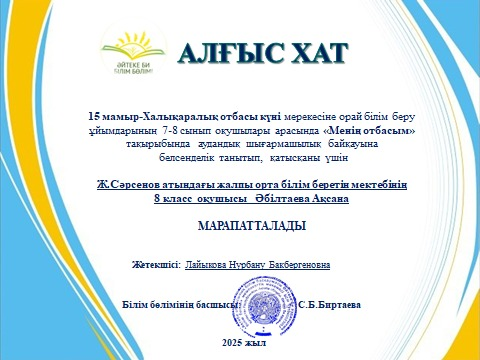 ӘЙТЕКЕ БИ
БІЛІМ БӨЛІМІ
АЛҒЫС ХАТ
15 мамыр-Халықаралық отбасы күні мерекесіне орай білім беру
ұйымдарының 7-8 сынып оқушылары арасында «Менің отбасым»
тақырыбында аудандық шығармашылық байқауына
белсенділік танытып, қатысқаны үшін
Ж.Сәрсенов атындағы жалпы орта білім беретін мектебінің
8 класс оқушысы Әбілтаева Ақсана
МАРАПАТТАЛАДЫ
Жетекшісі: Лайыкова Нурбану Бакбергеновна
Білім бөлімінің басшысы: С.Б.Биртаева
2025 жыл